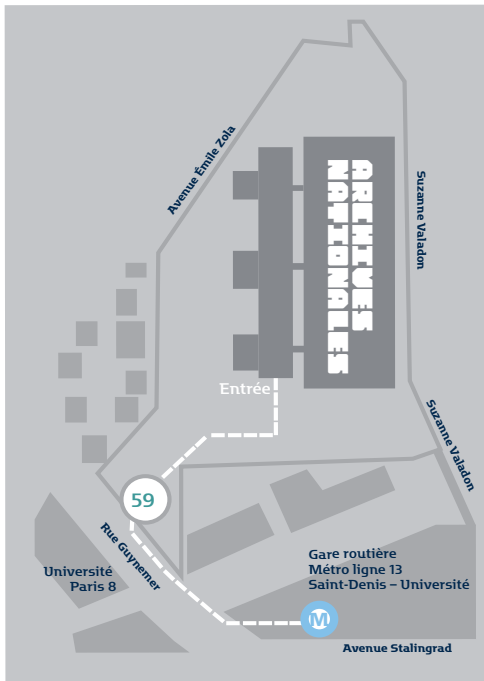 Avenue Émile Zola
ARCHIVES
NATIONALES
Suzanne Valadon
Entrée
Suzanne Valadon
59
Rue Guynemer
Université
Paris 8
Gare routière
Métro ligne 13
Saint-Denis – Université
M
Avenue Stalingrad